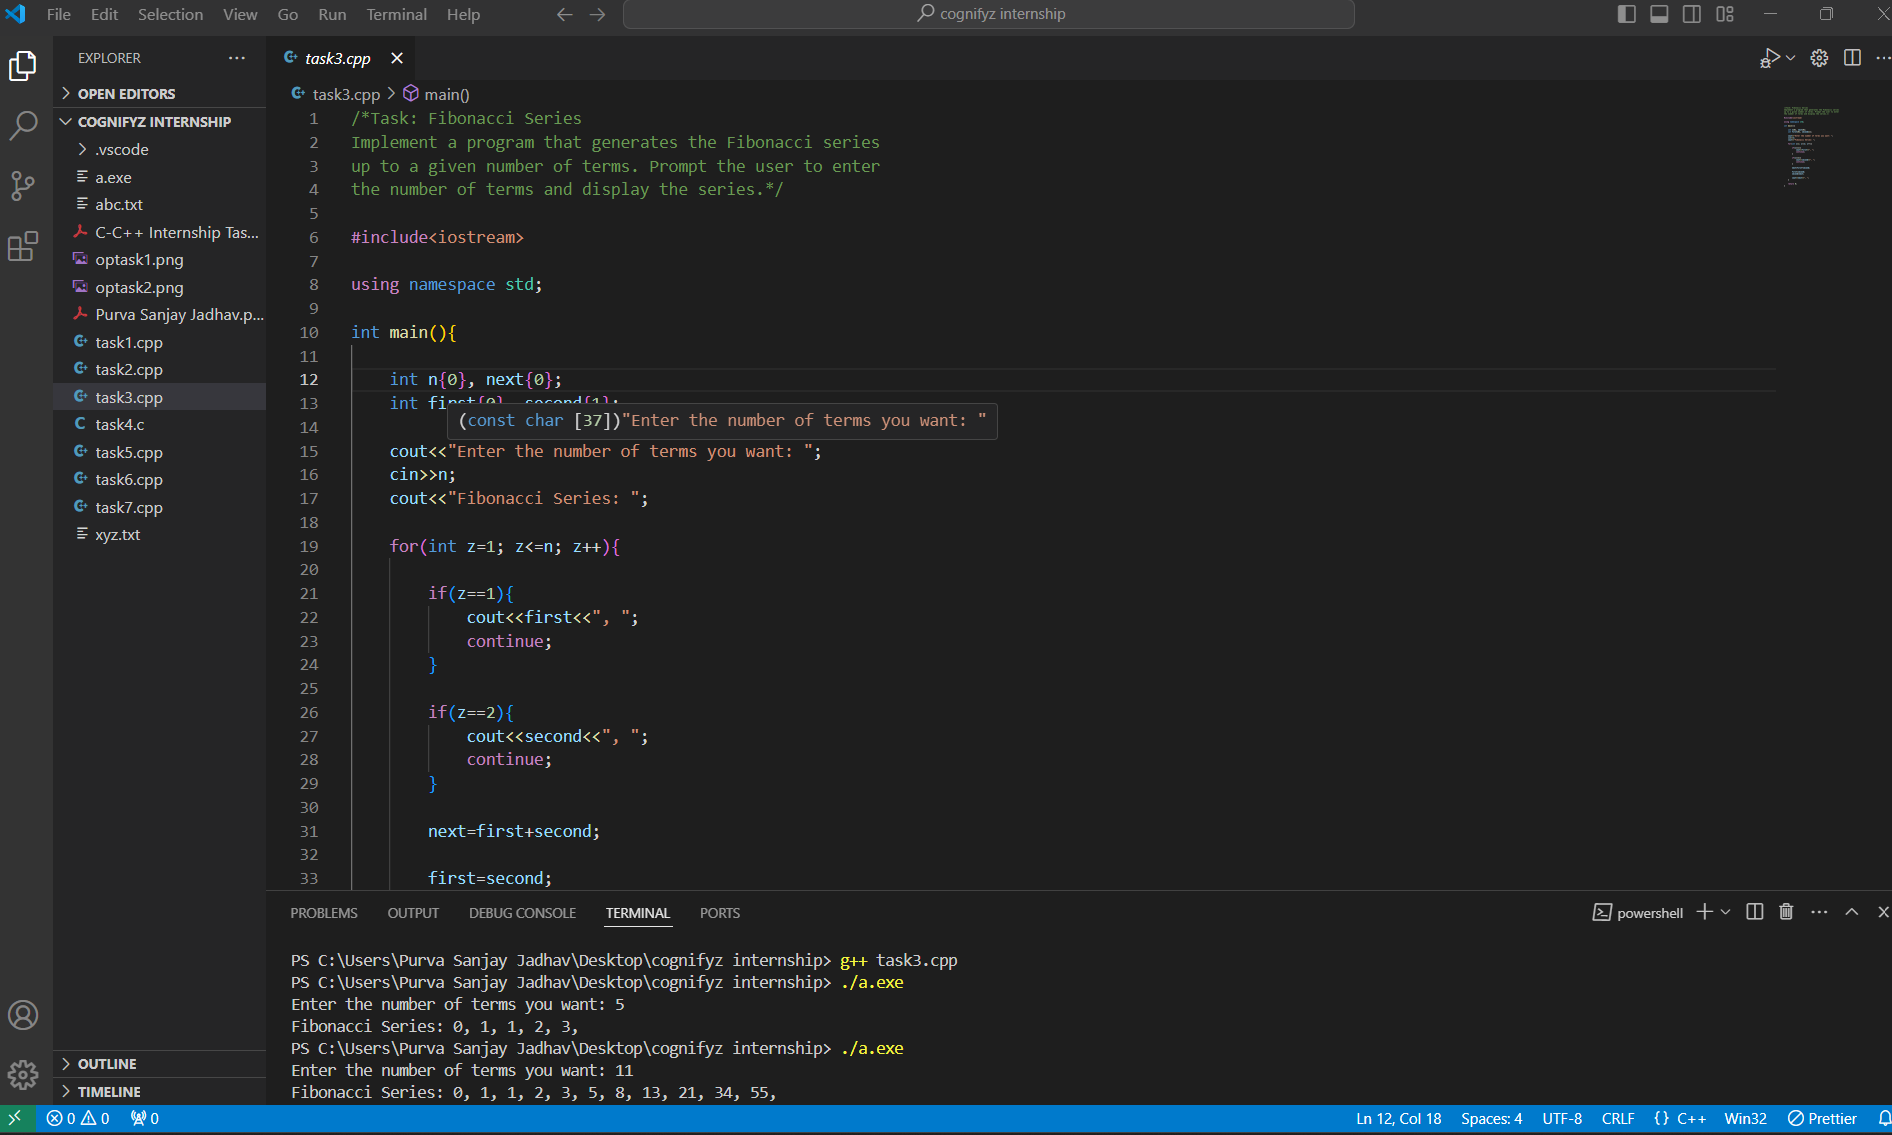 File Edit Selection View Go Run Terminal Help
cognifyz internship
EXPLORER
OPEN EDITORS
COGNIFYZ INTERNSHIP
.vscode
a.exe
abc.txt
C-C++ Internship Tas...
optask1.png
optask2.png
Purva Sanjay Jadhav.p...
task1.cpp
task2.cpp
task3.cpp
task4.c
task5.cpp
task6.cpp
task7.cpp
xyz.txt
OUTLINE
TIMELINE
task3.cpp
task3.cpp > main()
1 /*Task: Fibonacci Series
2 Implement a program that generates the Fibonacci series
3 up to a given number of terms. Prompt the user to enter
4 the number of terms and display the series.*/
5
6 #include<iostream>
7
8 using namespace std;
9
10 int main(){
11
12 int n{0}, next{0};
13 int first{0}, second{1};
(const char [37])"Enter the number of terms you want: "
14
15 cout<<"Enter the number of terms you want: ";
16 cin>>n;
17 cout<<"Fibonacci Series: ";
18
19 for(int z=1; z<=n; z++){
20
21 if(z==1){
22 cout<<first<<", ";
23 continue;
24 }
25
26 if(z==2){
27 cout<<second<<", ";
28 continue;
29 }
30
31 next=first+second;
32
33 first=second;
PROBLEMS OUTPUT DEBUG CONSOLE TERMINAL PORTS
powershell
PS C:\Users\Purva Sanjay Jadhav\Desktop\cognifyz internship> g++ task3.cpp
PS C:\Users\Purva Sanjay Jadhav\Desktop\cognifyz internship> ./a.exe
Enter the number of terms you want: 5
Fibonacci Series: 0, 1, 1, 2, 3,
PS C:\Users\Purva Sanjay Jadhav\Desktop\cognifyz internship> ./a.exe
Enter the number of terms you want: 11
Fibonacci Series: 0, 1, 1, 2, 3, 5, 8, 13, 21, 34, 55,
0 0 0
Ln 12, Col 18 Spaces: 4 UTF-8 CRLF {} C++ Win32 Prettier